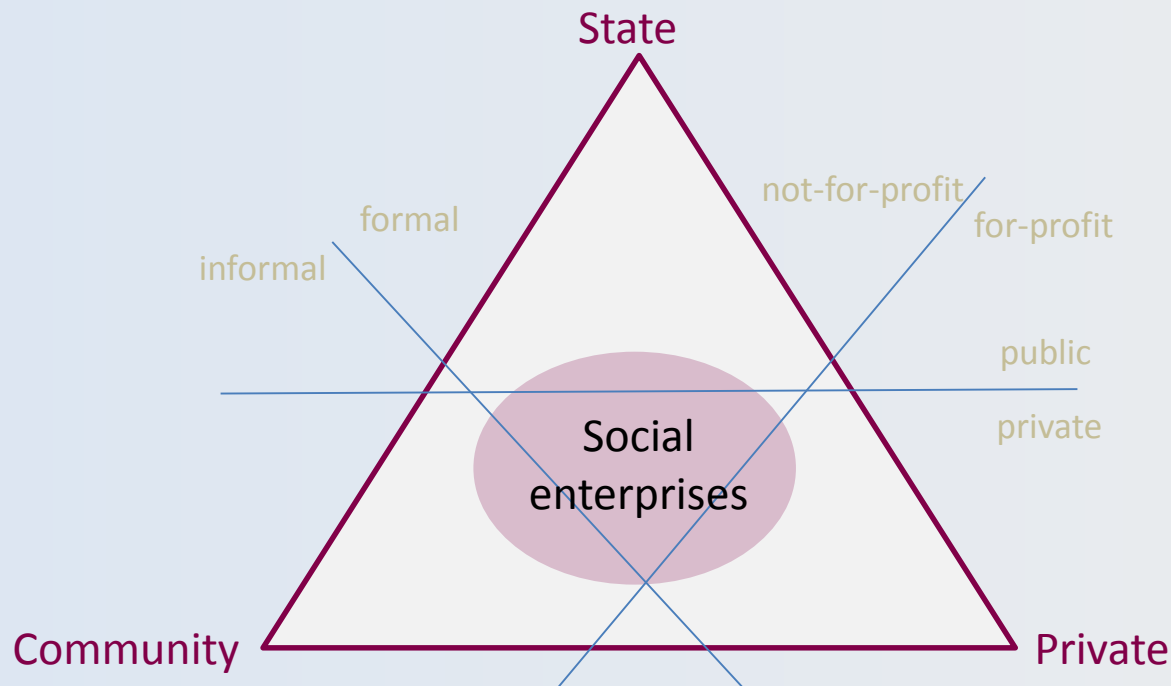 State
not-for-profit
formal
for-profit
informal
public
private
Social
enterprises
Community
Private